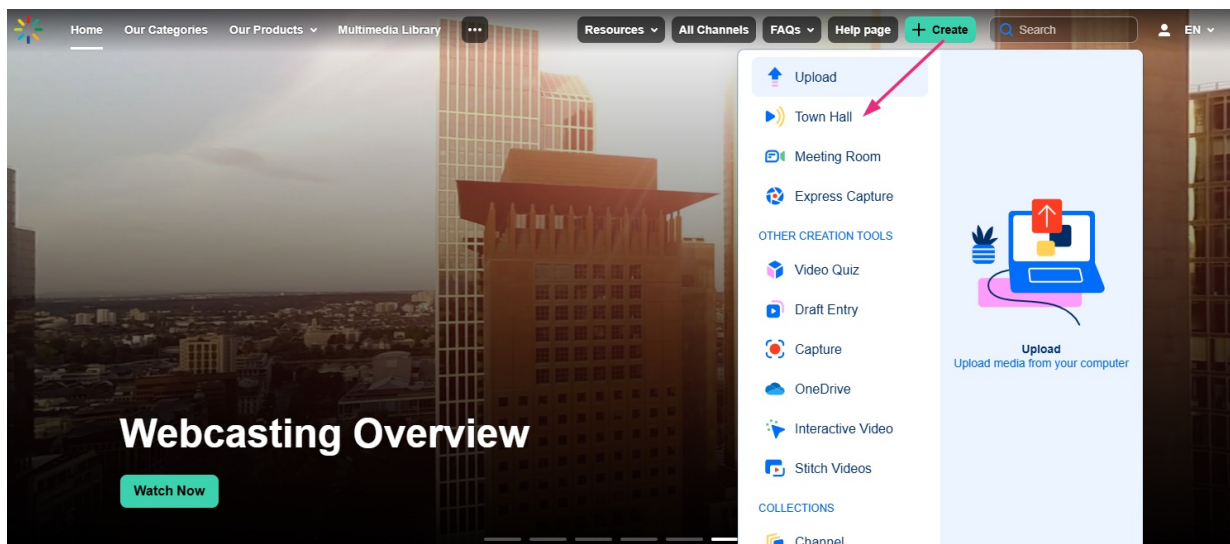 Home Our Categories Our Products Multimedia Library ••• Resources All Channels FAQs Help page + Create Search EN
Upload
Town Hall
Meeting Room
Express Capture
OTHER CREATION TOOLS
Video Quiz
Draft Entry
Capture
OneDrive
Interactive Video
Stitch Videos
COLLECTIONS
Channel
Upload
Upload media from your computer
Webcasting Overview
Watch Now